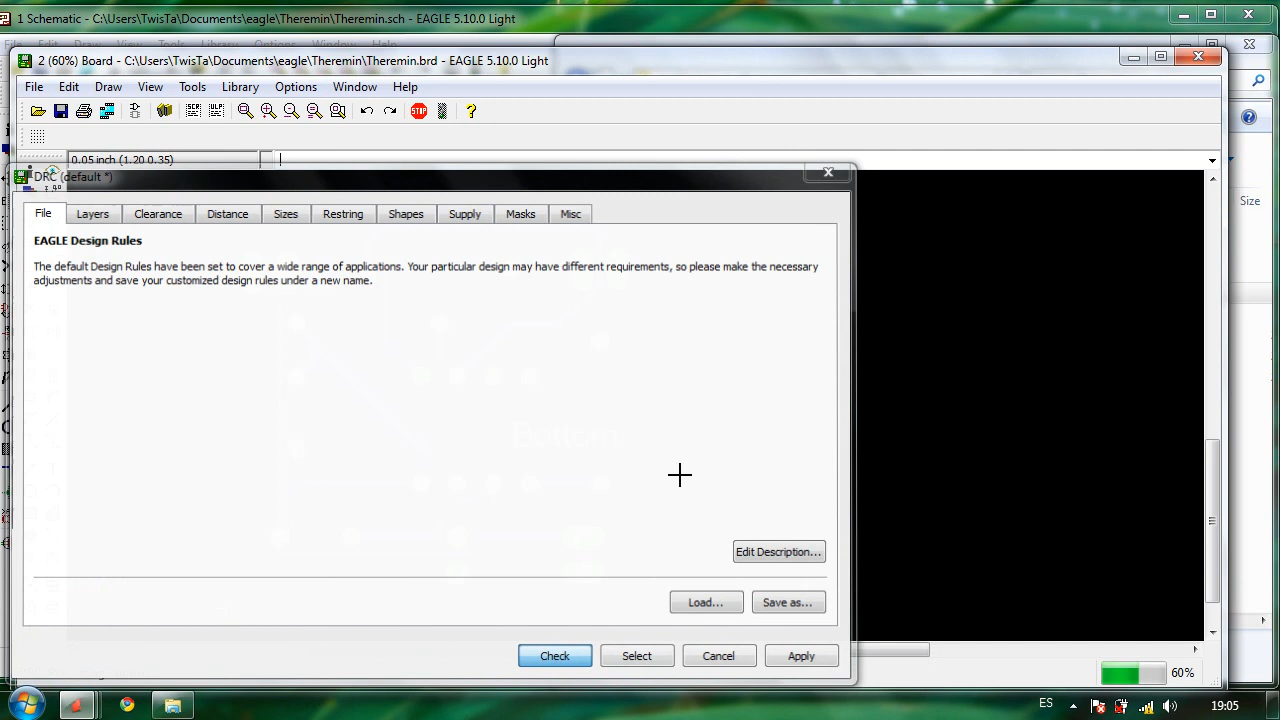 1 Schematic - C:\Users\TwisTa\Documents\eagle\Theremin\Theremin.sch - EAGLE 5.10.0 Light
2 (60%) Board - C:\Users\TwisTa\Documents\eagle\Theremin\Theremin.brd - EAGLE 5.10.0 Light
File Edit Draw View Tools Library Options Window Help
SCR ULP STOP ?
0.05 inch (1.20 0.35)
DRC (default *)
File Layers Clearance Distance Sizes Restring Shapes Supply Masks Misc
Size
EAGLE Design Rules
The default Design Rules have been set to cover a wide range of applications. Your particular design may have different requirements, so please make the necessary
adjustments and save your customized design rules under a new name.
Bottom
Edit Description...
Load... Save as...
Check Select Cancel Apply
60%
ES 19:05